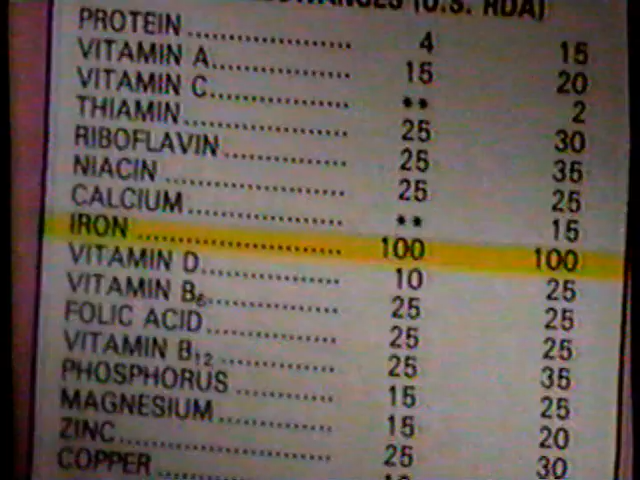 (U.S. RDA)
PROTEIN .......................... 4 15
VITAMIN A ...................... 15 20
VITAMIN C ...................... ** 2
THIAMIN .......................... 25 30
RIBOFLAVIN .................... 25 35
NIACIN ............................ 25 25
CALCIUM ........................ ** 15
IRON ................................ 100 100
VITAMIN D ...................... 10 25
VITAMIN B₆ ..................... 25 25
FOLIC ACID .................... 25 25
VITAMIN B₁₂ .................... 25 35
PHOSPHORUS ................ 15 25
MAGNESIUM .................. 15 20
ZINC ................................ 25 30
COPPER ..........................